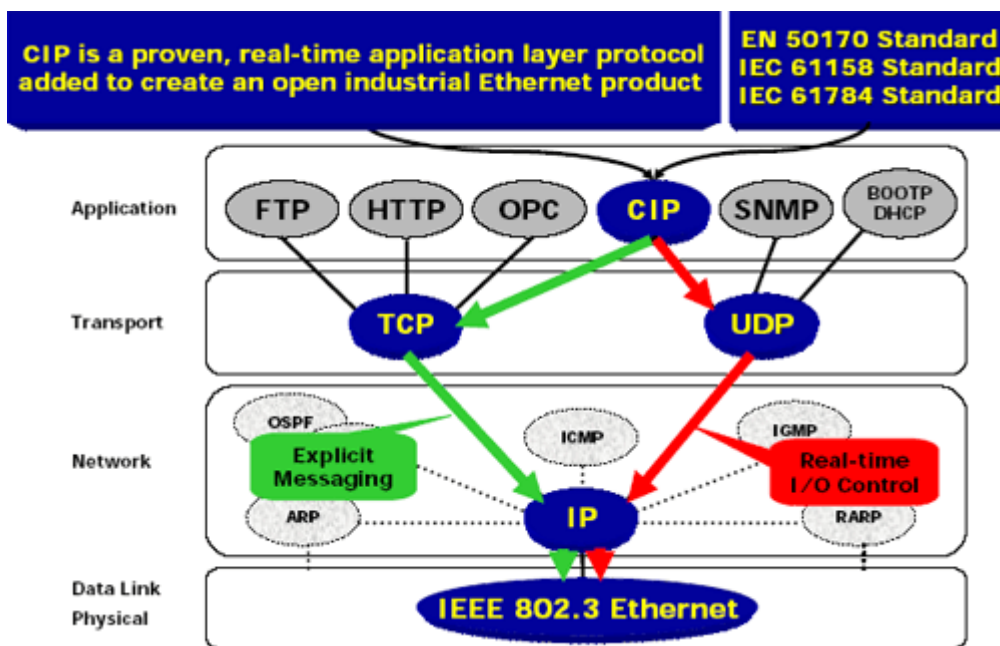 CIP is a proven, real-time application layer protocol
added to create an open industrial Ethernet product
EN 50170 Standard
IEC 61158 Standard
IEC 61784 Standard
Application
FTP
HTTP
OPC
CIP
SNMP
BOOTP
DHCP
Transport
TCP
UDP
Network
OSPF
ICMP
IGMP
Explicit
Messaging
Real-time
I/O Control
ARP
IP
RARP
Data Link
Physical
IEEE 802.3 Ethernet